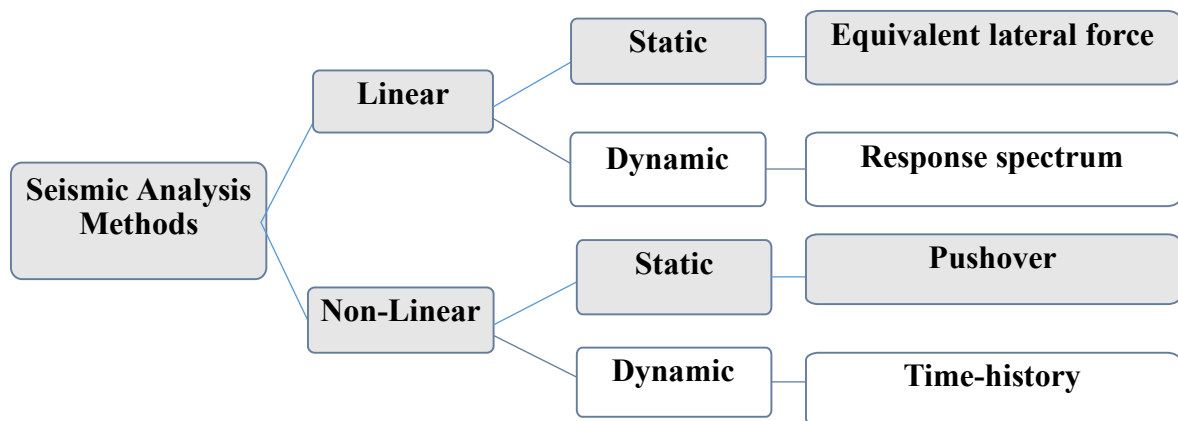 Seismic Analysis
Methods
Linear
Static
Equivalent lateral force
Dynamic
Response spectrum
Non-Linear
Static
Pushover
Dynamic
Time-history